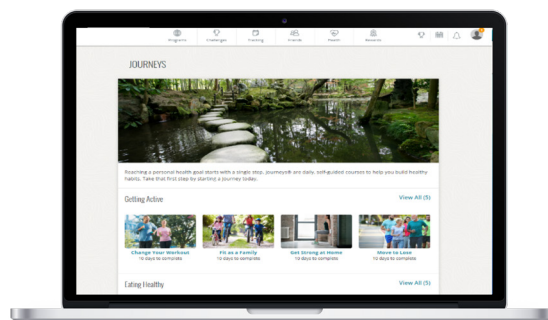 Programs Challenges Tracking Friends Health Rewards
JOURNEYS
Reaching a personal health goal starts with a single step. Journeys® are daily, self-guided courses to help you build healthy
habits. Take that first step by starting a journey today.
Getting Active View All (5)
Change Your Workout Fit as a Family Get Strong at Home Move to Lose
10 days to complete 10 days to complete 10 days to complete 10 days to complete
Eating Healthy View All (5)